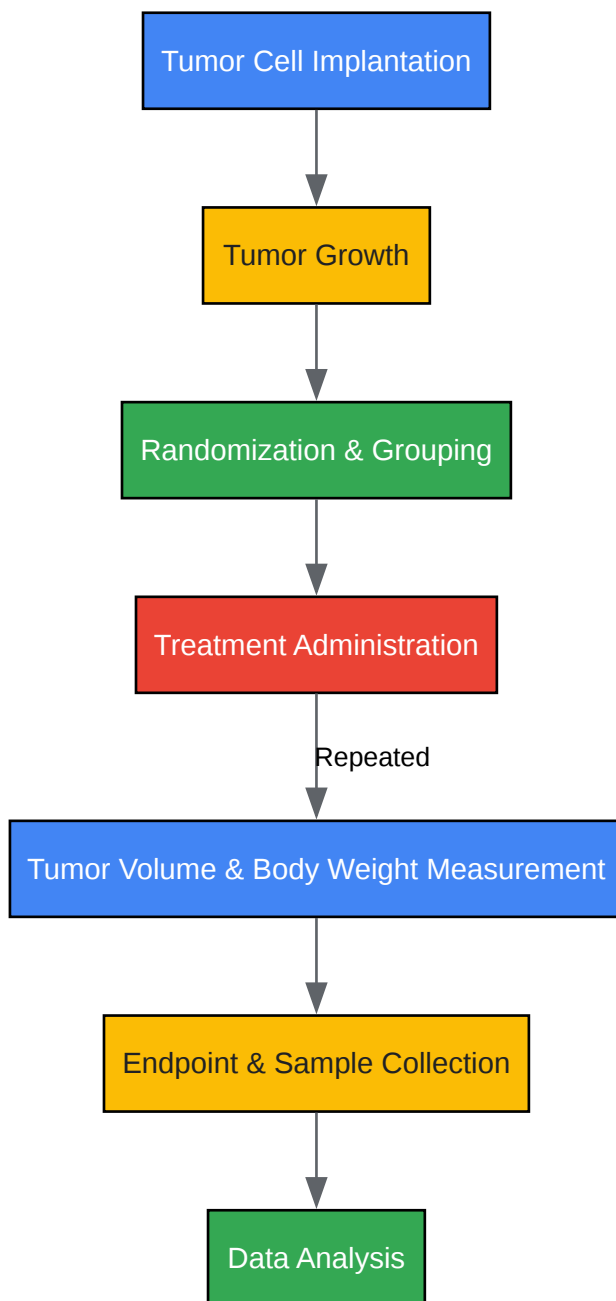 Tumor Cell Implantation
Tumor Growth
Randomization & Grouping
Treatment Administration
Repeated
Tumor Volume & Body Weight Measurement
Endpoint & Sample Collection
Data Analysis